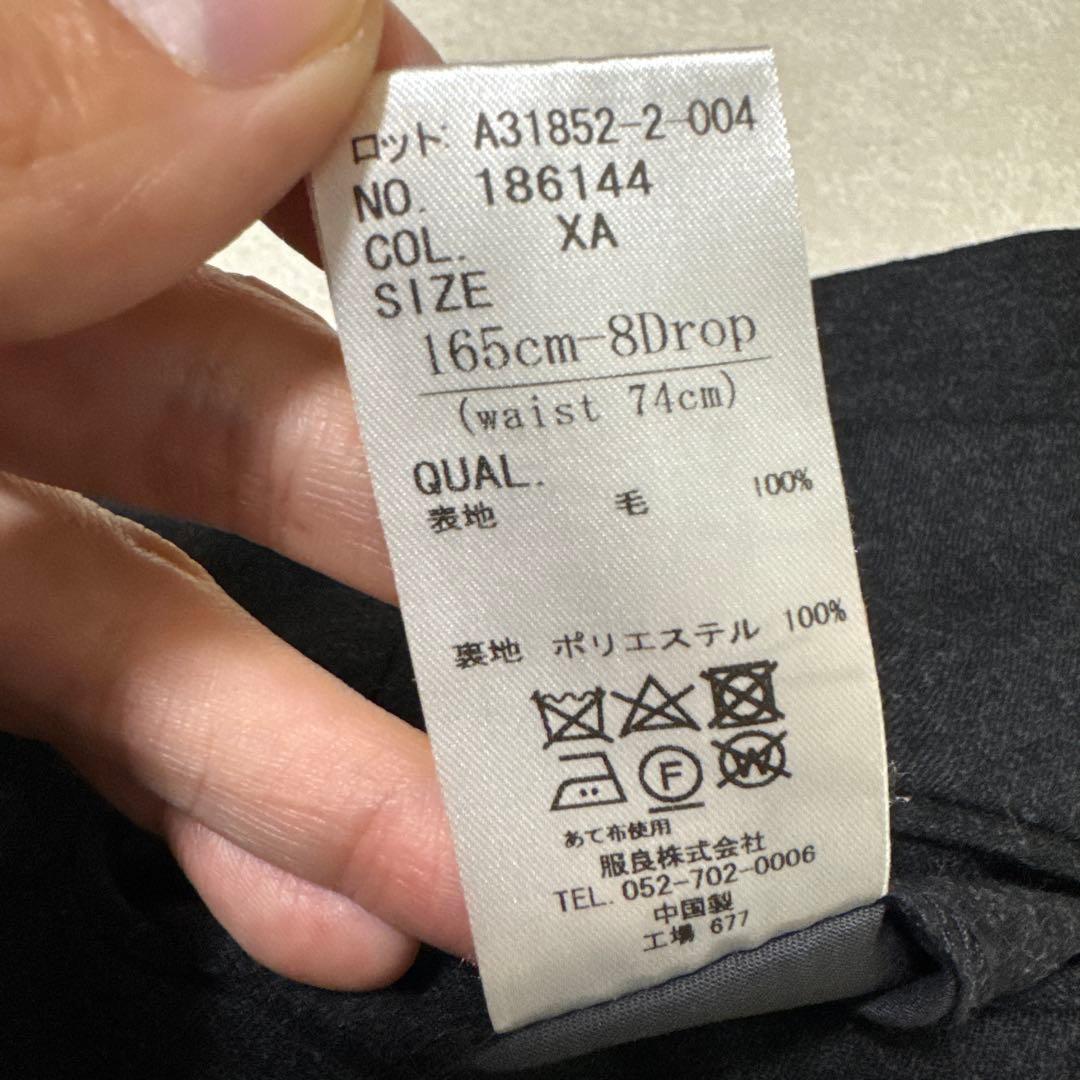 ロット: A31852-2-004
NO. 186144
COL. XA
SIZE
165cm-8Drop
(waist 74cm)
QUAL.
表地 毛 100%
裏地 ポリエステル 100%
F W
あて布使用
服良株式会社
TEL. 052-702-0006
中国製
工場 677